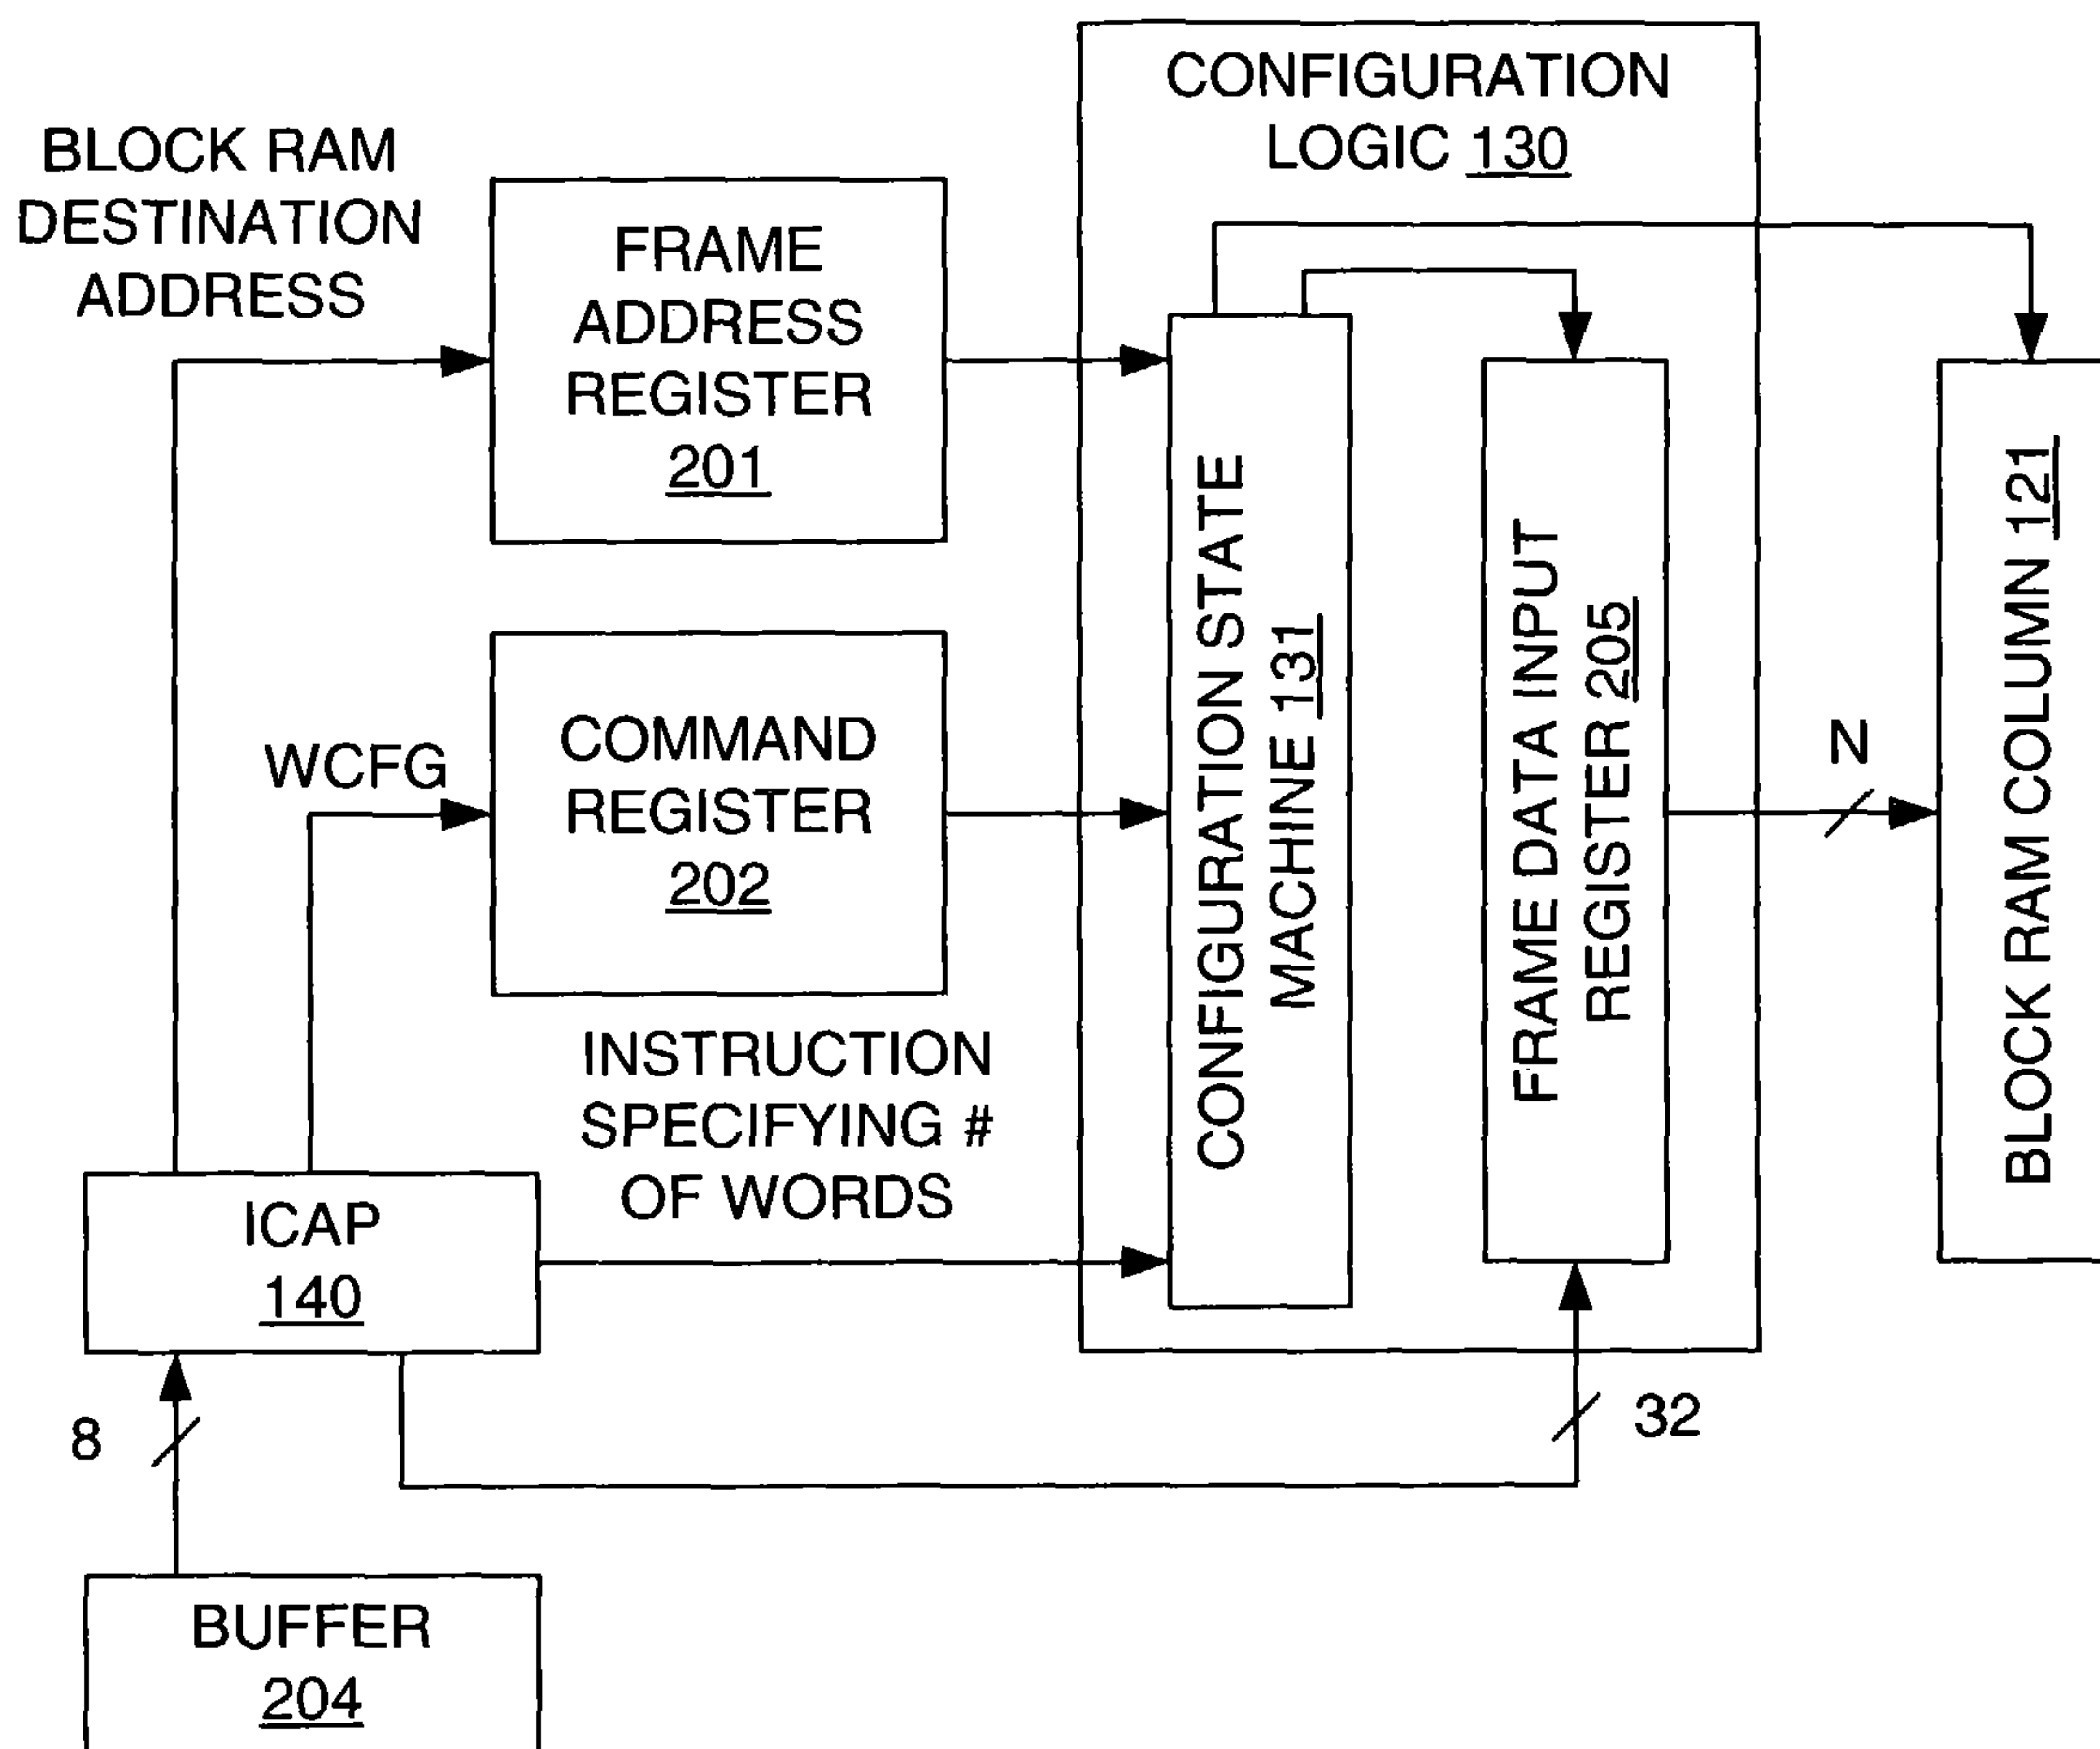 CONFIGURATION
LOGIC 130
BLOCK RAM
DESTINATION
ADDRESS
FRAME
ADDRESS
REGISTER
201
WCFG
COMMAND
REGISTER
202
INSTRUCTION
SPECIFYING #
OF WORDS
CONFIGURATION STATE
MACHINE 131
FRAME DATA INPUT
REGISTER 205
N
BLOCK RAM COLUMN 121
ICAP
140
8
32
BUFFER
204